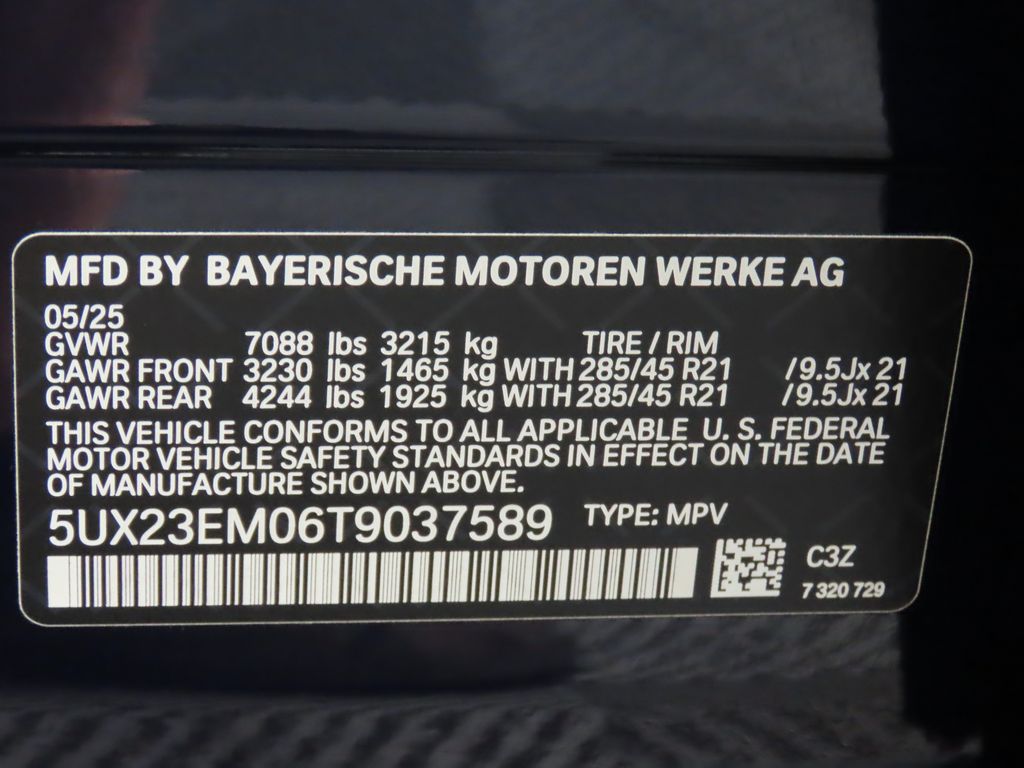 MFD BY BAYERISCHE MOTOREN WERKE AG
05/25
GVWR 7088 lbs 3215 kg TIRE / RIM
GAWR FRONT 3230 lbs 1465 kg WITH 285/45 R21 /9.5Jx 21
GAWR REAR 4244 lbs 1925 kg WITH 285/45 R21 /9.5Jx 21
THIS VEHICLE CONFORMS TO ALL APPLICABLE U. S. FEDERAL
MOTOR VEHICLE SAFETY STANDARDS IN EFFECT ON THE DATE
OF MANUFACTURE SHOWN ABOVE.
5UX23EM06T9037589 TYPE: MPV
C3Z
7 320 729